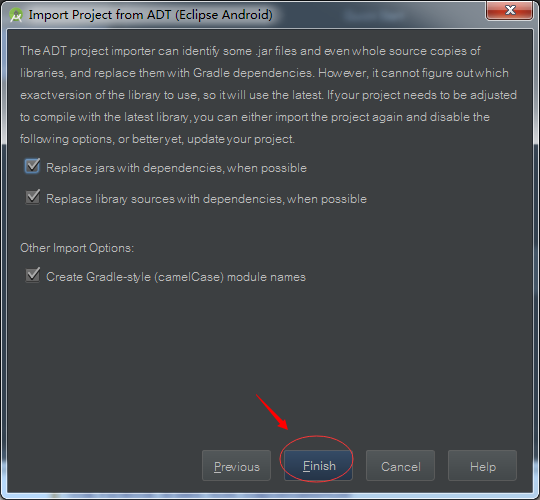 Import Project from ADT (Eclipse Android)
The ADT project importer can identify some .jar files and even whole source copies of
libraries, and replace them with Gradle dependencies. However, it cannot figure out which
exact version of the library to use, so it will use the latest. If your project needs to be adjusted
to compile with the latest library, you can either import the project again and disable the
following options, or better yet, update your project.
Replace jars with dependencies, when possible
Replace library sources with dependencies, when possible
Other Import Options:
Create Gradle-style (camelCase) module names
Previous Finish Cancel Help